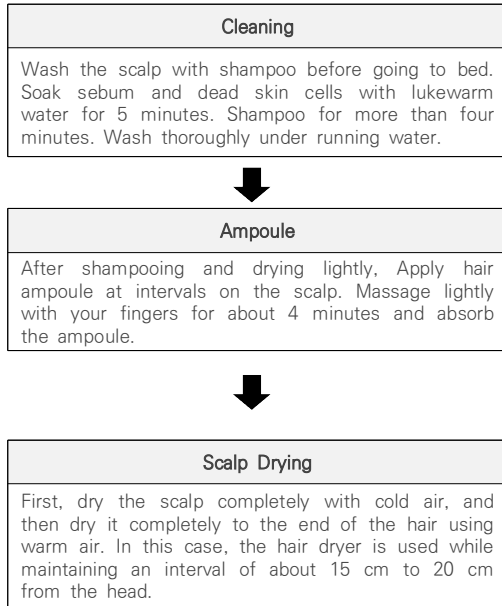 Cleaning
Wash the scalp with shampoo before going to bed.
Soak sebum and dead skin cells with lukewarm
water for 5 minutes. Shampoo for more than four
minutes. Wash thoroughly under running water.
Ampoule
After shampooing and drying lightly, Apply hair
ampoule at intervals on the scalp. Massage lightly
with your fingers for about 4 minutes and absorb
the ampoule.
Scalp Drying
First, dry the scalp completely with cold air, and
then dry it completely to the end of the hair using
warm air. In this case, the hair dryer is used while
maintaining an interval of about 15 cm to 20 cm
from the head.